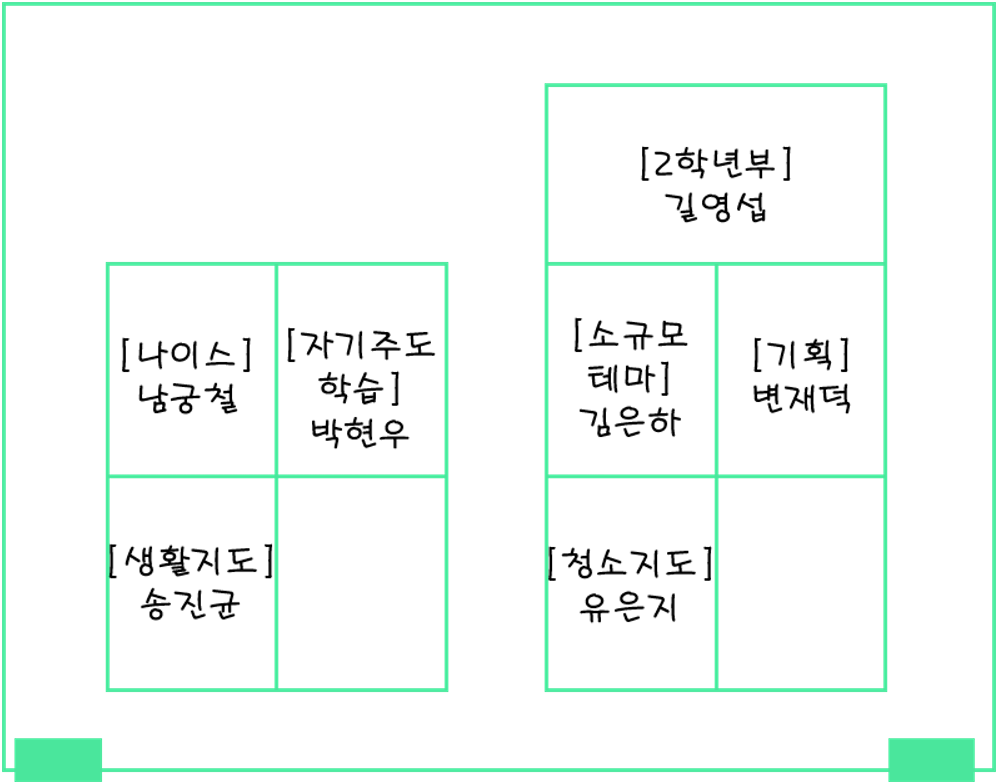 [2학년부]
길영섭
[나이스]
남궁철
[자기주도
학습]
박현우
[소규모
테마]
김은하
[기획]
변재덕
[생활지도]
송진균
[청소지도]
유은지